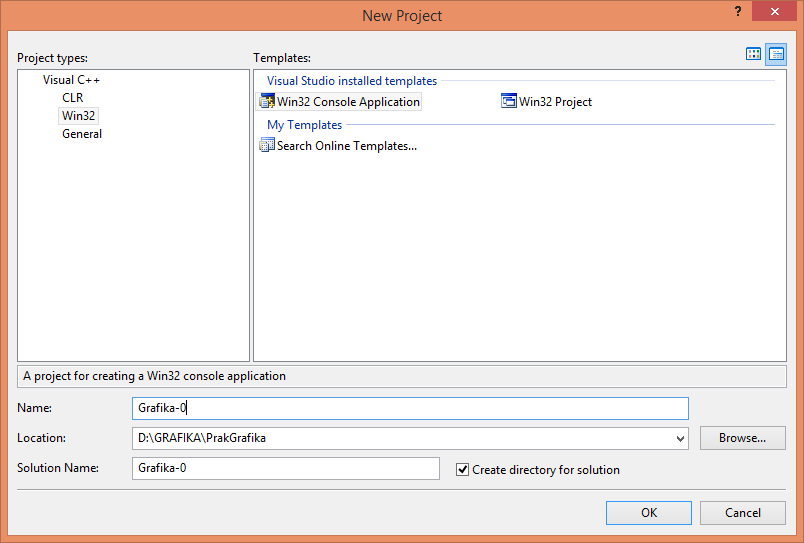 New Project
?
Project types:
Templates:
Visual C++
CLR
Win32
General
Visual Studio installed templates
Win32 Console Application
Win32 Project
My Templates
Search Online Templates...
A project for creating a Win32 console application
Name:
Grafika-0
Location:
D:\GRAFIKA\PrakGrafika
Browse...
Solution Name:
Grafika-0
Create directory for solution
OK
Cancel